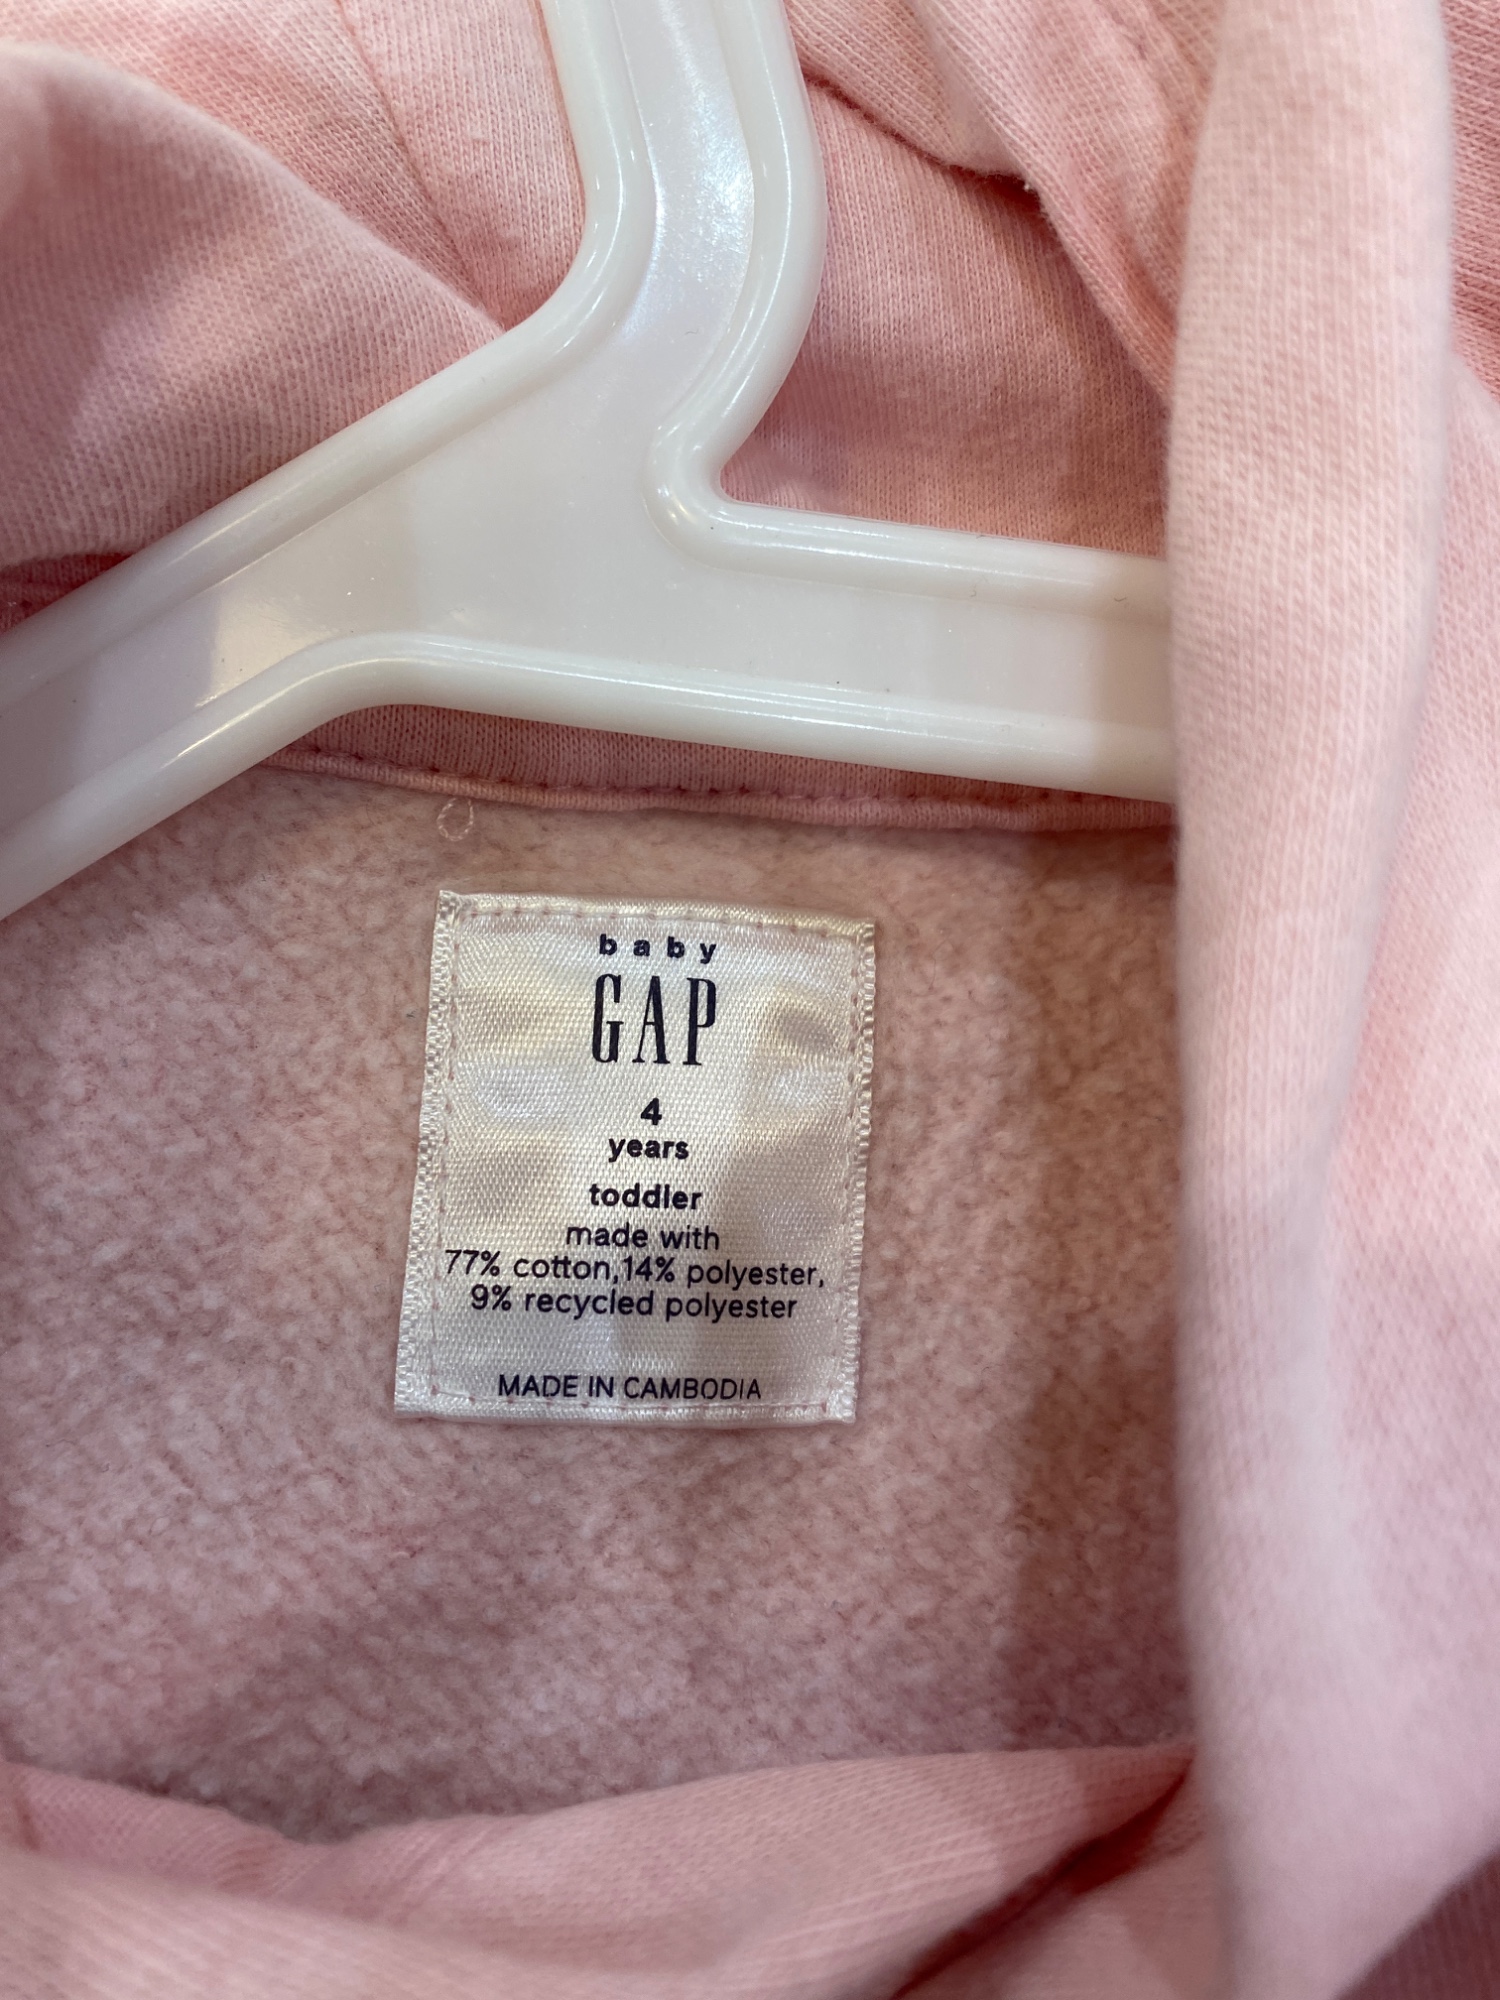 baby
GAP
4
years
toddler
made with
77% cotton,14% polyester,
9% recycled polyester
MADE IN CAMBODIA